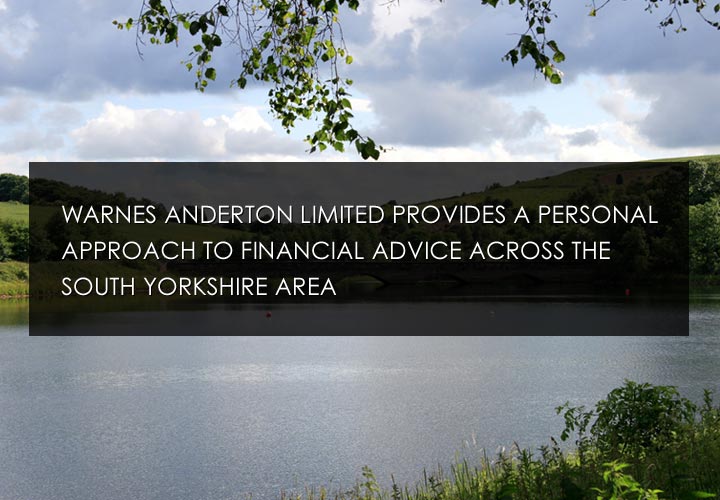 WARNES ANDERTON LIMITED PROVIDES A PERSONAL
APPROACH TO FINANCIAL ADVICE ACROSS THE
SOUTH YORKSHIRE AREA